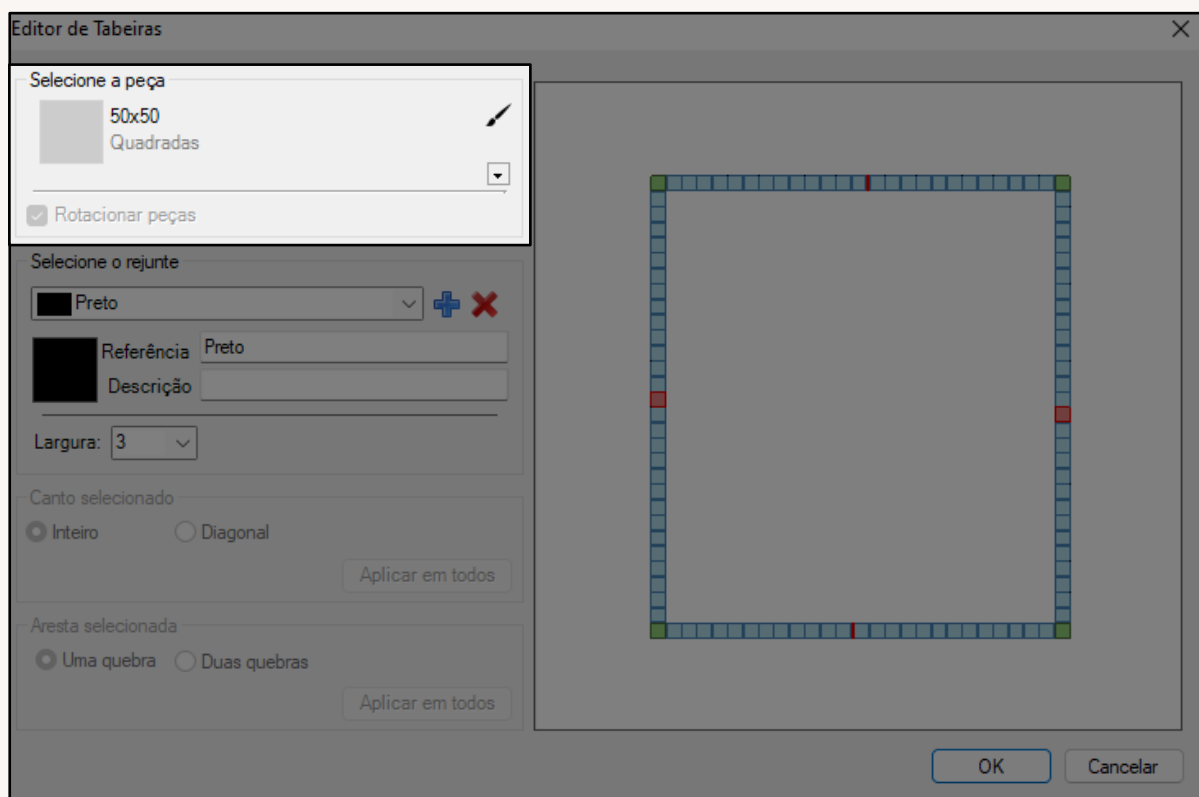 Editor de Tabeiras
Selecione a peça
50x50
Quadradas
Rotacionar peças
Selecione o rejunte
Preto
Referência Preto
Descrição
Largura: 3
Canto selecionado
Inteiro Diagonal
Aplicar em todos
Aresta selecionada
Uma quebra Duas quebras
Aplicar em todos
OK Cancelar